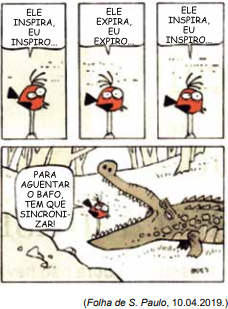 ELE
INSPIRA,
EU
INSPIRO...
ELE
EXPIRA,
EU
EXPIRO...
ELE
INSPIRA,
EU
INSPIRO...
PARA
AGUENTAR
O BAFO,
TEM QUE
SINCRONI-
ZAR!
(Folha de S. Paulo, 10.04.2019.)